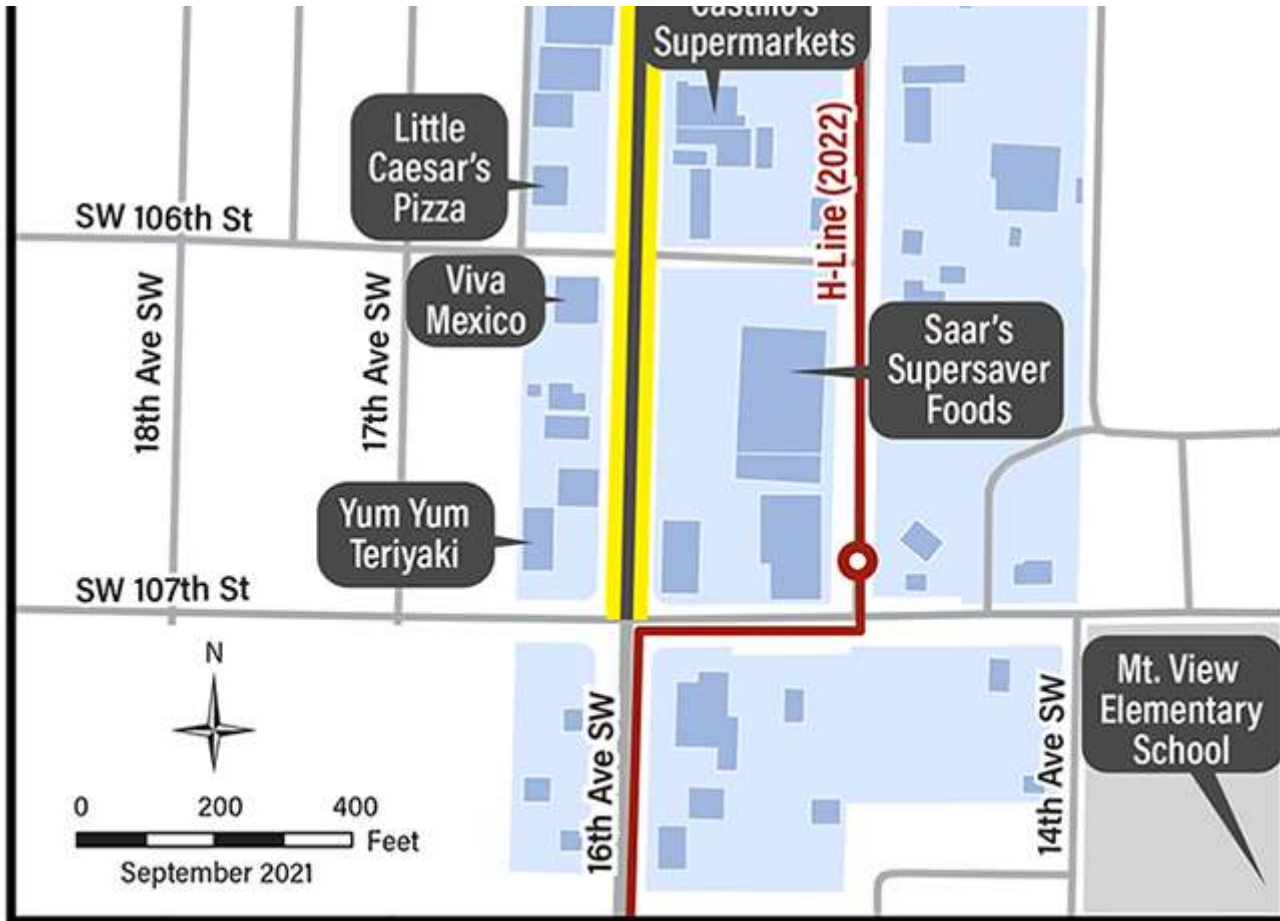 Castillo's
Supermarkets
Little
Caesar's
Pizza
H-Line (2022)
SW 106th St
Viva
Mexico
18th Ave SW
17th Ave SW
Saar's
Supersaver
Foods
Yum Yum
Teriyaki
SW 107th St
N
16th Ave SW
14th Ave SW
Mt. View
Elementary
School
0 200 400
Feet
September 2021